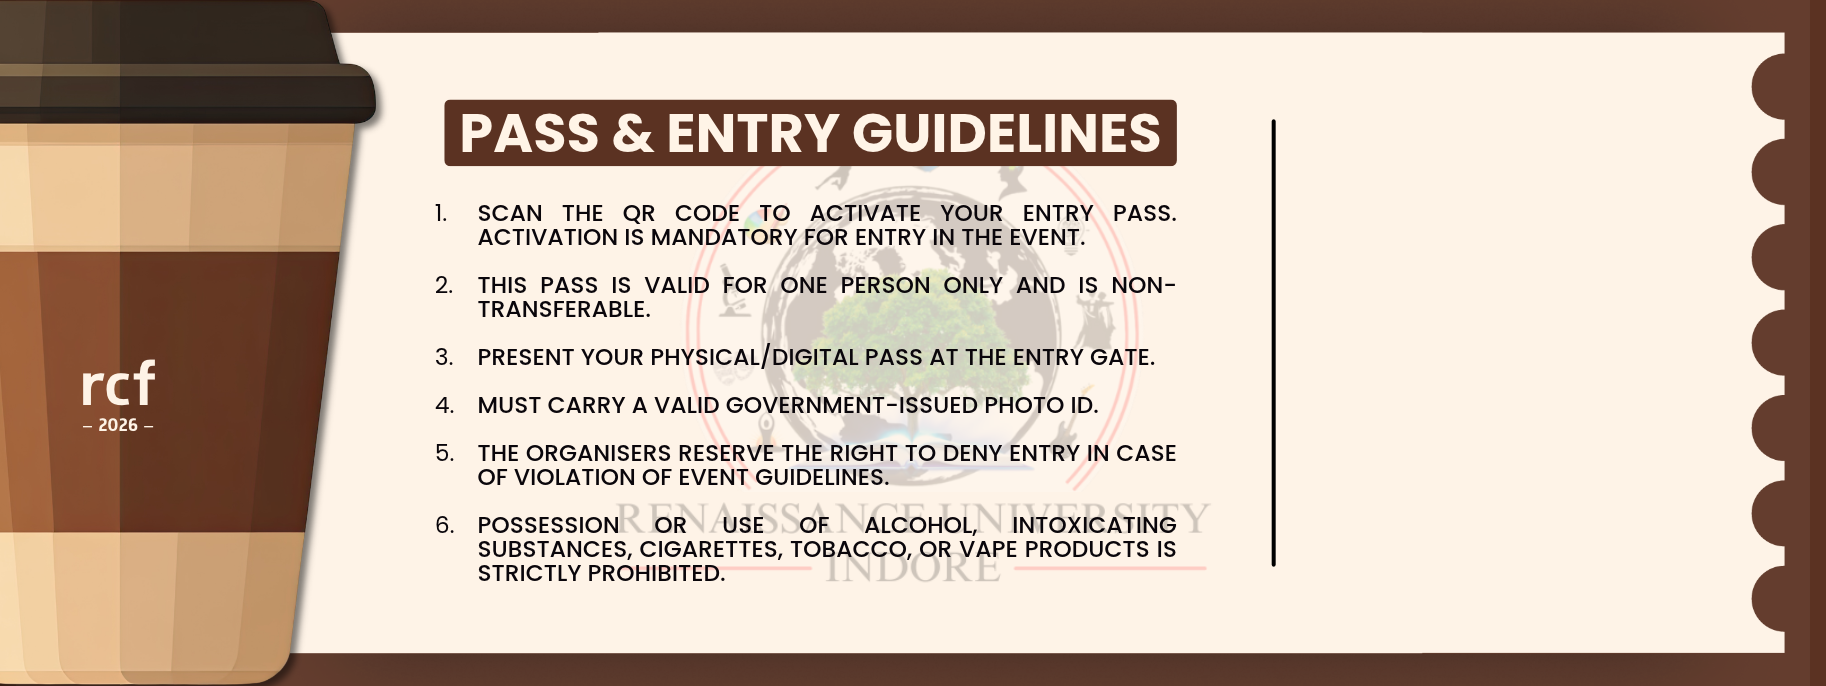 PASS & ENTRY GUIDELINES
1. SCAN THE QR CODE TO ACTIVATE YOUR ENTRY PASS.
ACTIVATION IS MANDATORY FOR ENTRY IN THE EVENT.
2. THIS PASS IS VALID FOR ONE PERSON ONLY AND IS NON-
TRANSFERABLE.
3. PRESENT YOUR PHYSICAL/DIGITAL PASS AT THE ENTRY GATE.
4. MUST CARRY A VALID GOVERNMENT-ISSUED PHOTO ID.
5. THE ORGANISERS RESERVE THE RIGHT TO DENY ENTRY IN CASE
OF VIOLATION OF EVENT GUIDELINES.
6. POSSESSION OR USE OF ALCOHOL, INTOXICATING
SUBSTANCES, CIGARETTES, TOBACCO, OR VAPE PRODUCTS IS
STRICTLY PROHIBITED.
RENAISSANCE UNIVERSITY
INDORE
rcf
– 2026 –